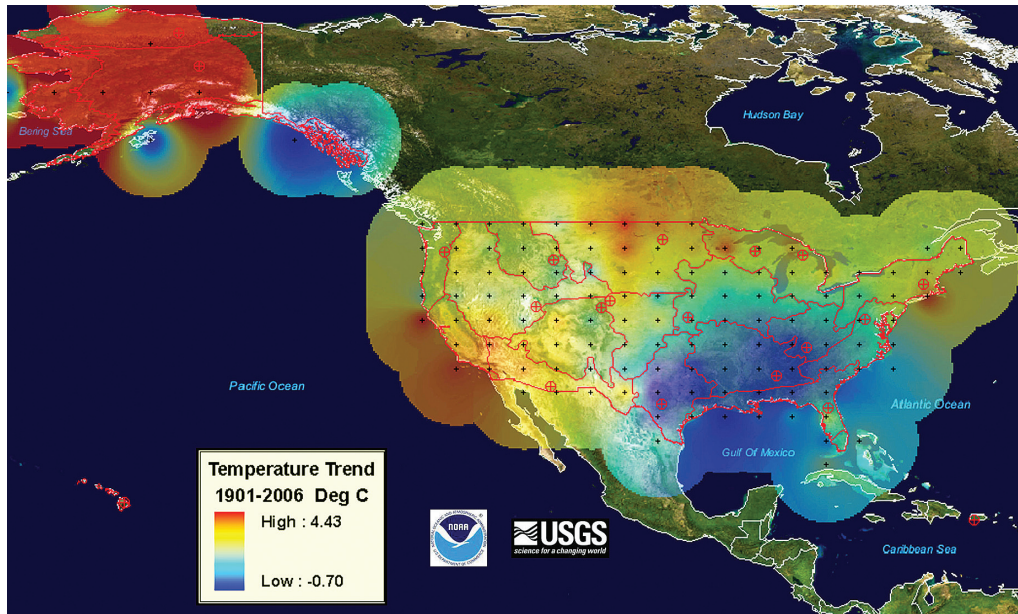 Bering Sea
Hudson Bay
Pacific Ocean
Atlantic Ocean
Gulf Of Mexico
Caribbean Sea
Temperature Trend
1901-2006 Deg C
High : 4.43
Low : -0.70
NOAA
USGS
science for a changing world